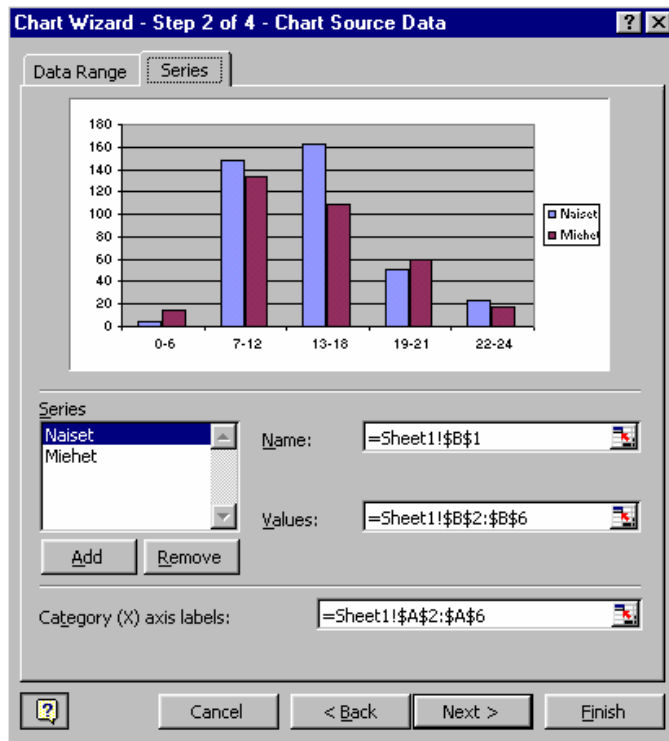 Chart Wizard - Step 2 of 4 - Chart Source Data
Data Range
Series
180
160
140
120
100
80
60
40
20
0
0-6
7-12
13-18
19-21
22-24
Naiset
Miehet
Series
Naiset
Miehet
Name:
=Sheet1!$B$1
Values:
=Sheet1!$B$2:$B$6
Add
Remove
Category (X) axis labels:
=Sheet1!$A$2:$A$6
?
Cancel
< Back
Next >
Finish